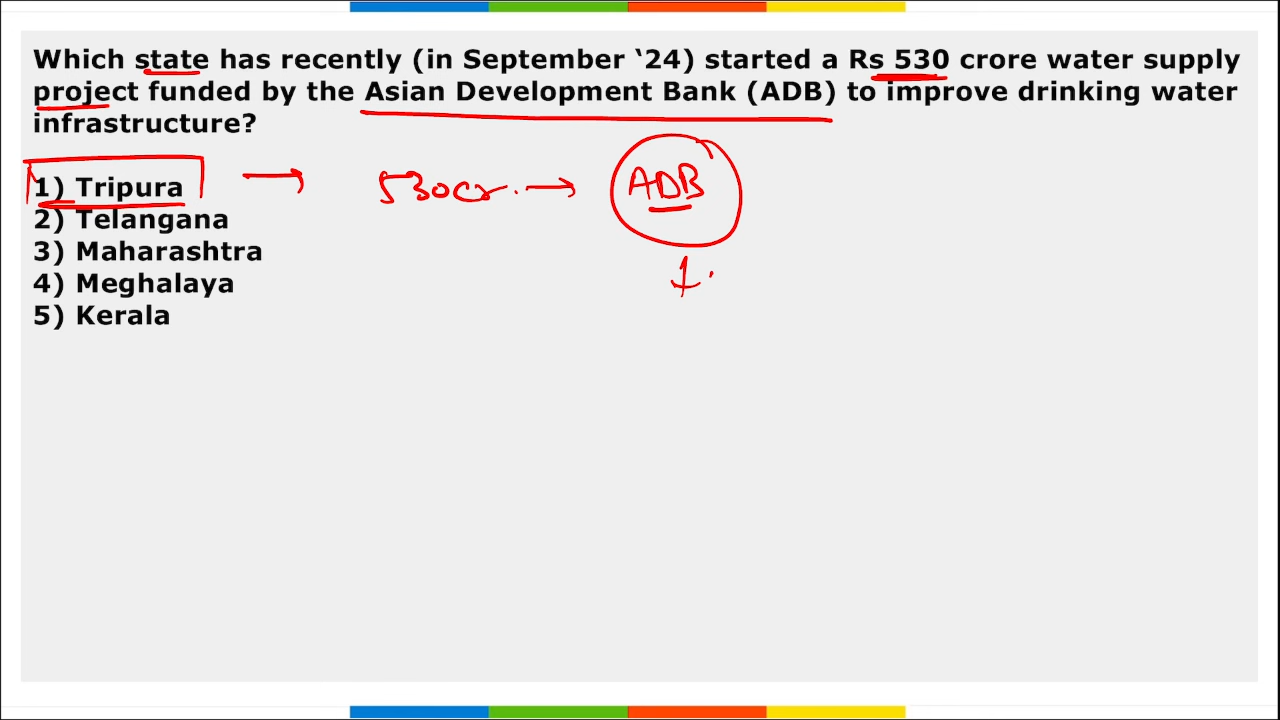 Which state has recently (in September ‘24) started a Rs 530 crore water supply
project funded by the Asian Development Bank (ADB) to improve drinking water
infrastructure?
1) Tripura → 530cr. → ADB
2) Telangana
3) Maharashtra
4) Meghalaya
5) Kerala